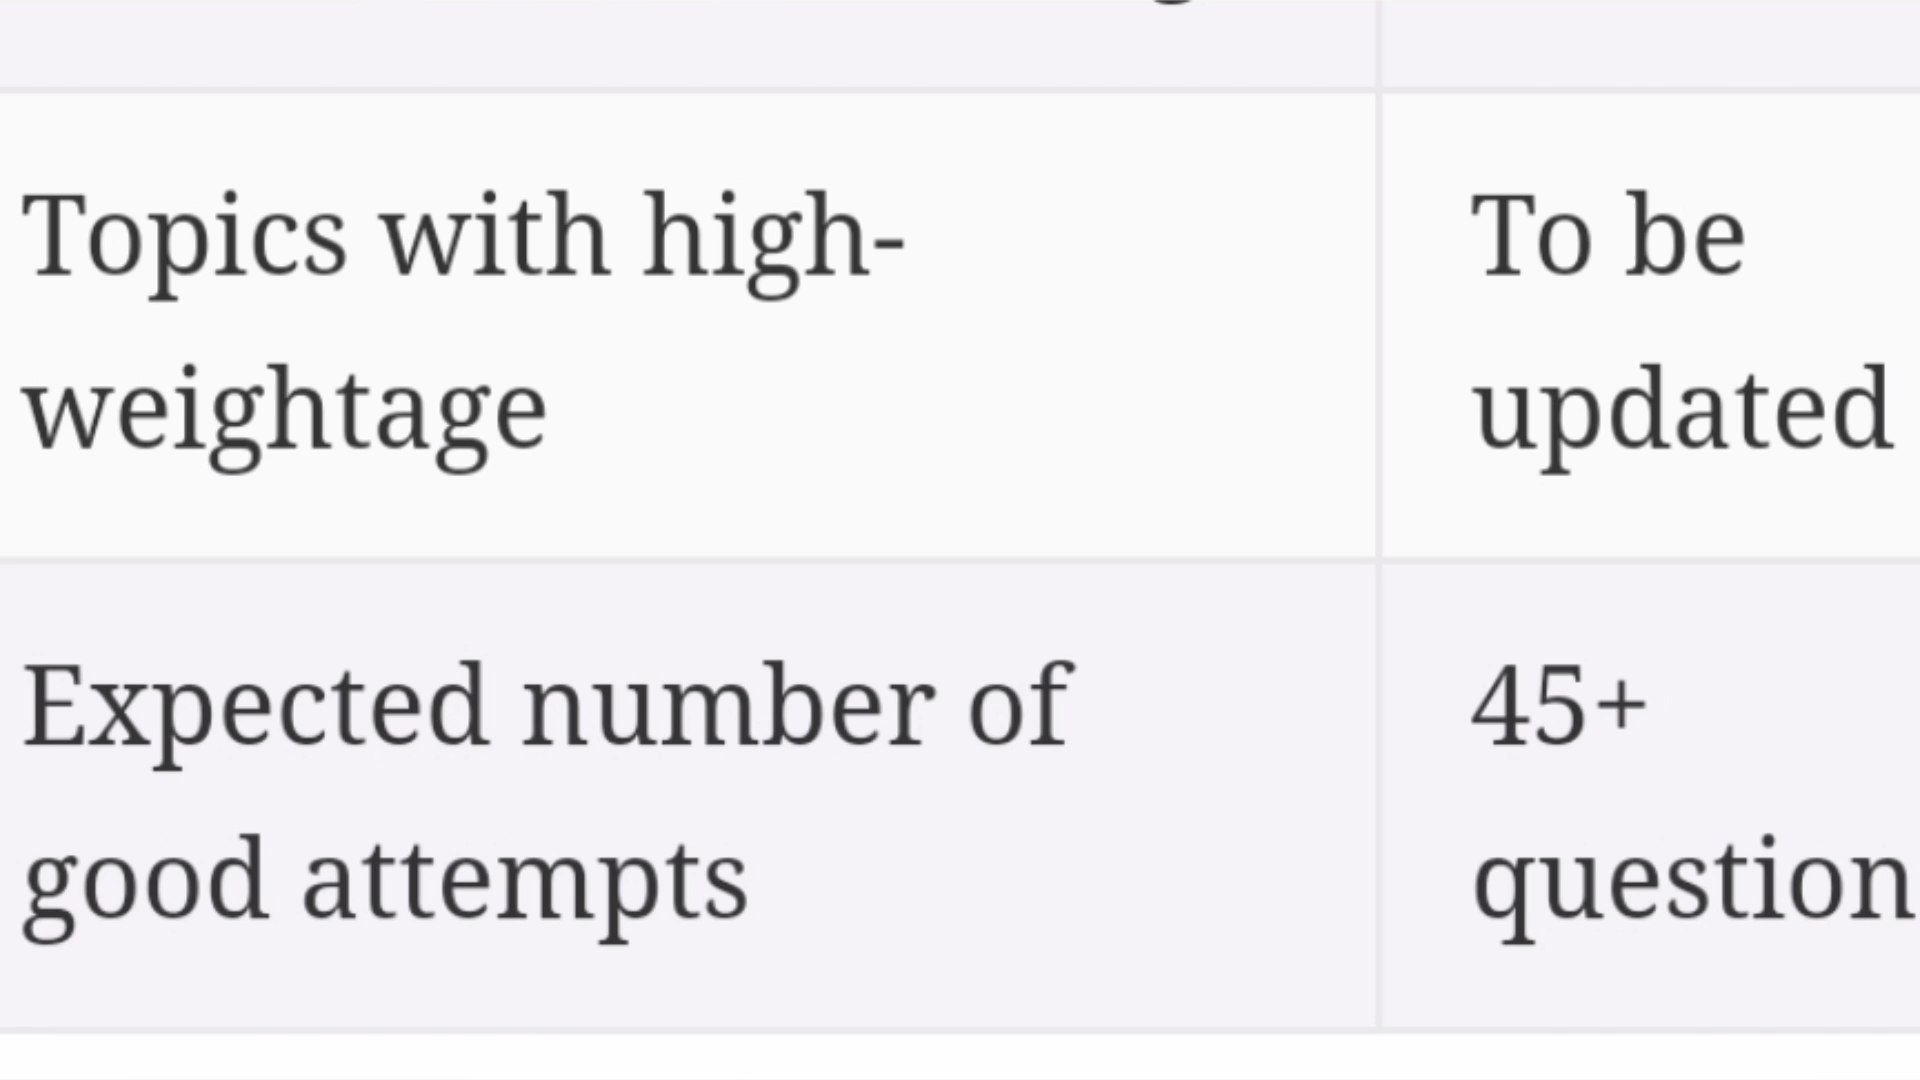 Topics with high-
weightage
To be
updated
Expected number of
good attempts
45+
question